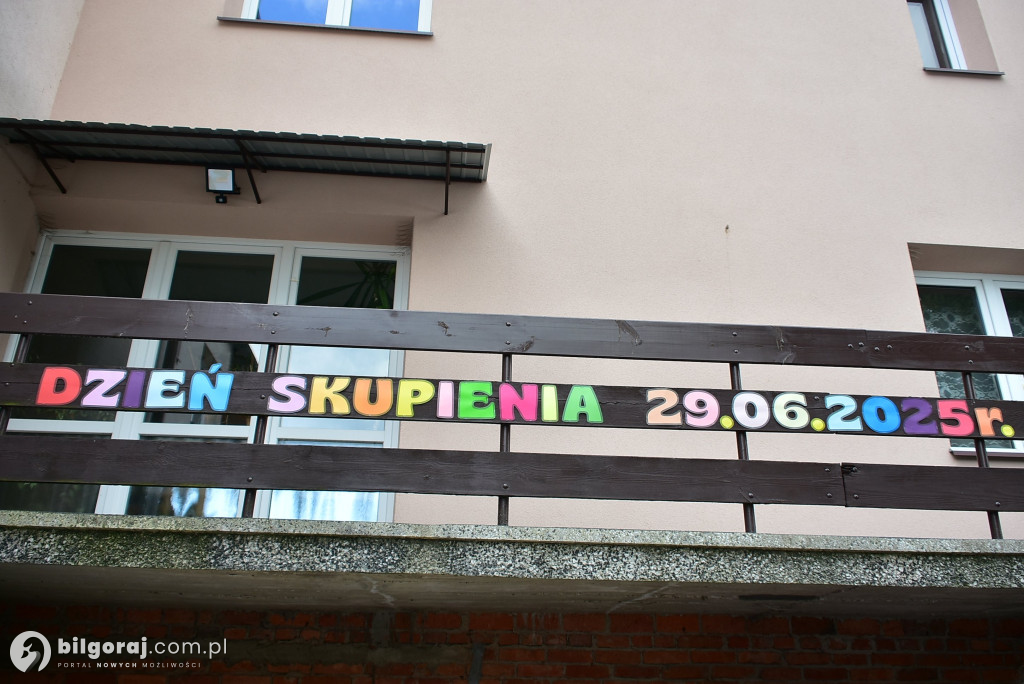 DZIEŃ SKUPIENIA 29.06.2025r.
bilgoraj.com.pl
PORTAL NOWYCH MOŻLIWOŚCI